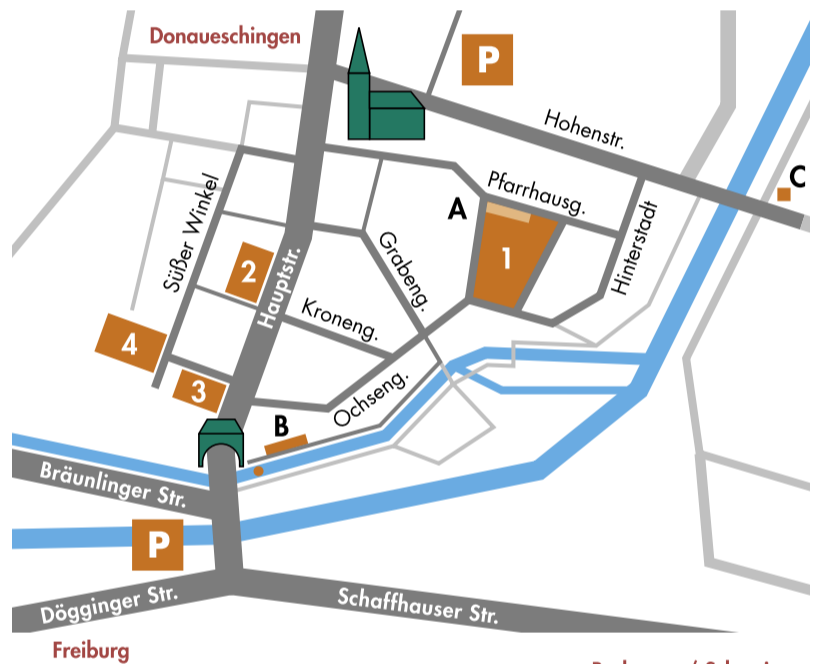 Donaueschingen
P
Hohenstr.
C
Pfarrhausg.
A
Süßer Winkel
Hinterstadt
1
2
Hauptstr.
Grabeng.
Kroneng.
4
3
Ochseng.
B
Bräunlinger Str.
P
Dögginger Str.
Schaffhauser Str.
Freiburg